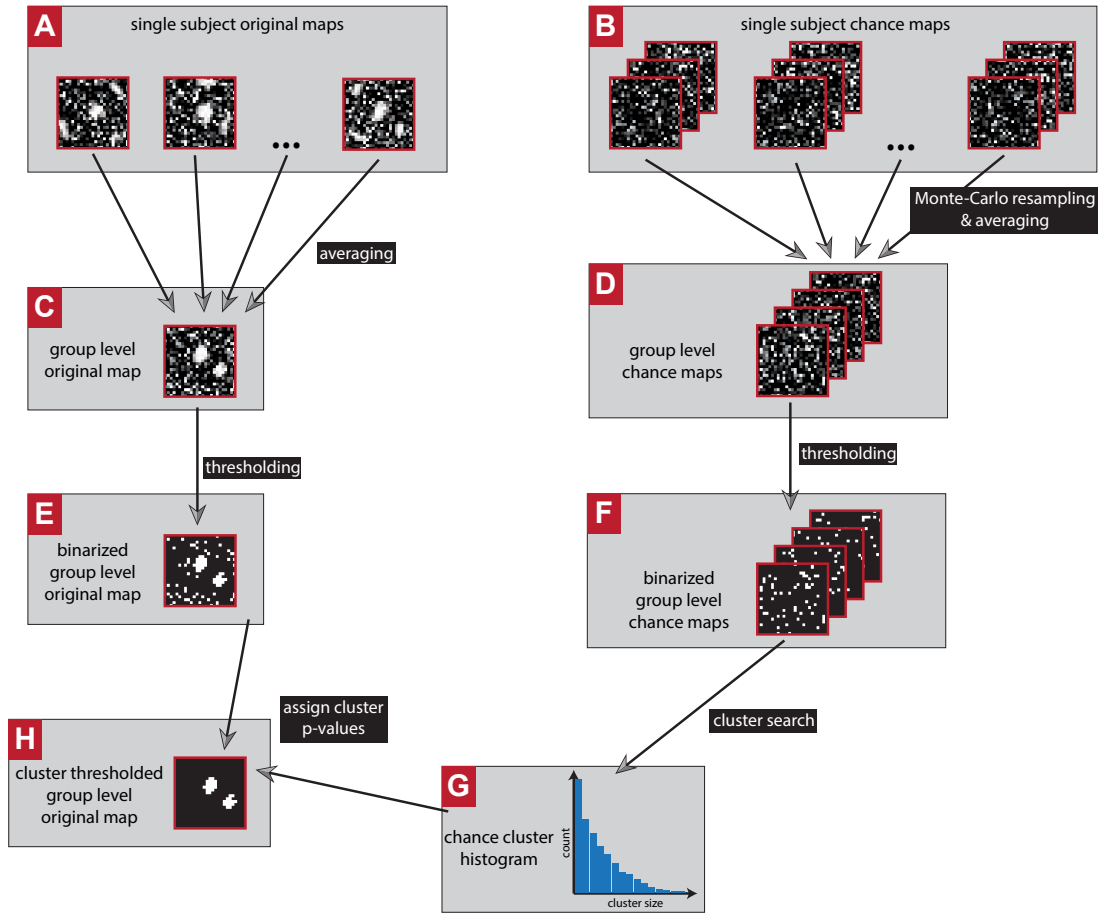 A
single subject original maps
B
single subject chance maps
averaging
Monte-Carlo resampling
& averaging
C
group level
original map
D
group level
chance maps
thresholding
thresholding
E
binarized
group level
original map
F
binarized
group level
chance maps
assign cluster
p-values
cluster search
H
cluster thresholded
group level
original map
G
chance cluster
histogram
count
cluster size